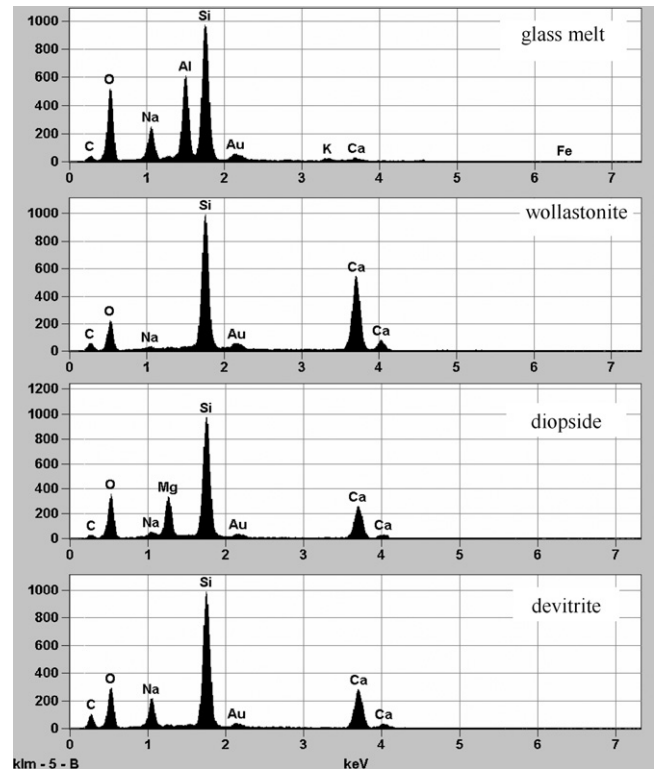 Si
1000
glass melt
800
Al
600
O
400
Na
200
C Au K Ca Fe
0
0 1 2 3 4 5 6 7
Si
1000
wollastonite
800
Ca
600
400
O
200
C Na Au Ca
0
0 1 2 3 4 5 6 7
1200
Si
1000
diopside
800
600
O Mg
400
Ca
200
C Na Au Ca
0
0 1 2 3 4 5 6 7
Si
1000
devitrite
800
600
O Ca
400
Na
200
C Au Ca
0
0 1 2 3 4 5 6 7
klm - 5 - B keV